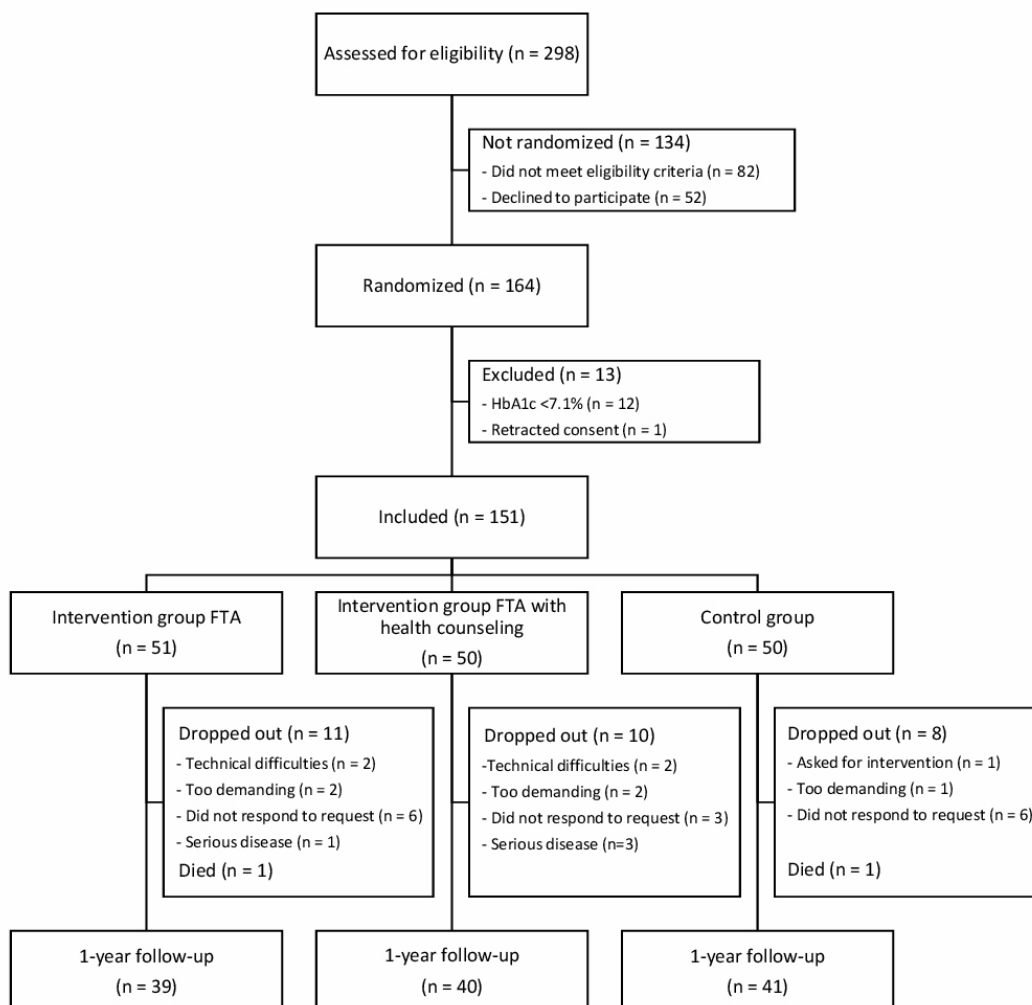 Assessed for eligibility (n = 298)
Not randomized (n = 134)
- Did not meet eligibility criteria (n = 82)
- Declined to participate (n = 52)
Randomized (n = 164)
Excluded (n = 13)
- HbA1c <7.1% (n = 12)
- Retracted consent (n = 1)
Included (n = 151)
Intervention group FTA
(n = 51)
Intervention group FTA with
health counseling
(n = 50)
Control group
(n = 50)
Dropped out (n = 11)
- Technical difficulties (n = 2)
- Too demanding (n = 2)
- Did not respond to request (n = 6)
- Serious disease (n = 1)
Died (n = 1)
Dropped out (n = 10)
-Technical difficulties (n = 2)
- Too demanding (n = 2)
- Did not respond to request (n = 3)
- Serious disease (n=3)
Dropped out (n = 8)
- Asked for intervention (n = 1)
- Too demanding (n = 1)
- Did not respond to request (n = 6)
Died (n = 1)
1-year follow-up
(n = 39)
1-year follow-up
(n = 40)
1-year follow-up
(n = 41)